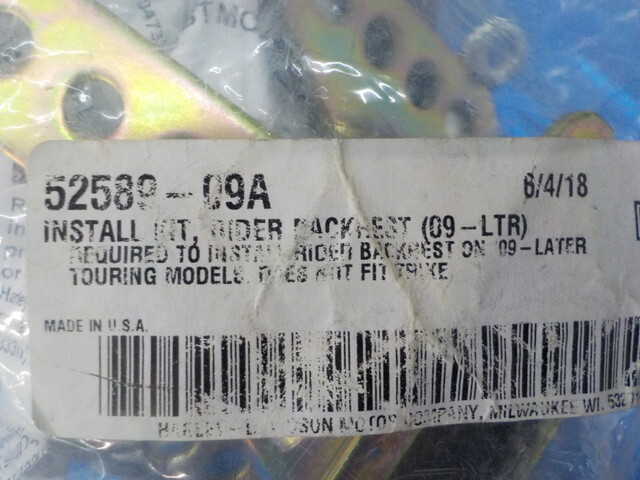 52589-09A 8/4/18
INSTALL KIT, RIDER BACKREST (09-LTR)
REQUIRED TO INSTALL RIDER BACKREST ON '09-LATER
TOURING MODELS. DOES NOT FIT TRIKE
MADE IN U.S.A.
HARLEY-DAVIDSON MOTOR COMPANY, MILWAUKEE WI.